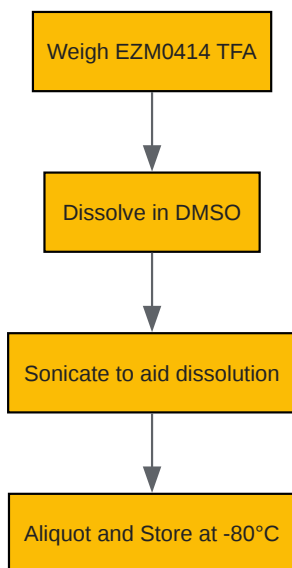 Weigh EZM0414 TFA
Dissolve in DMSO
Sonicate to aid dissolution
Aliquot and Store at -80°C